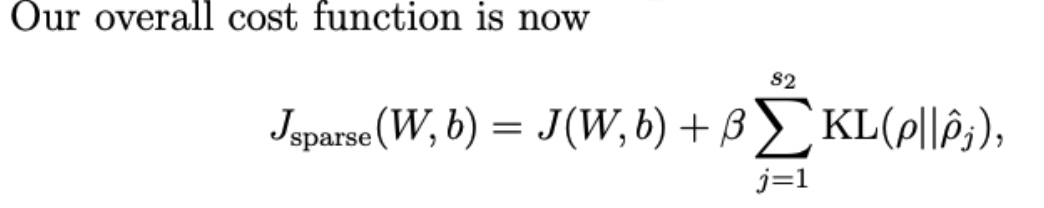 Our overall cost function is now
J_sparse(W, b) = J(W, b) + β ∑_{j=1}^{s_2} KL(ρ||ρ̂_j),